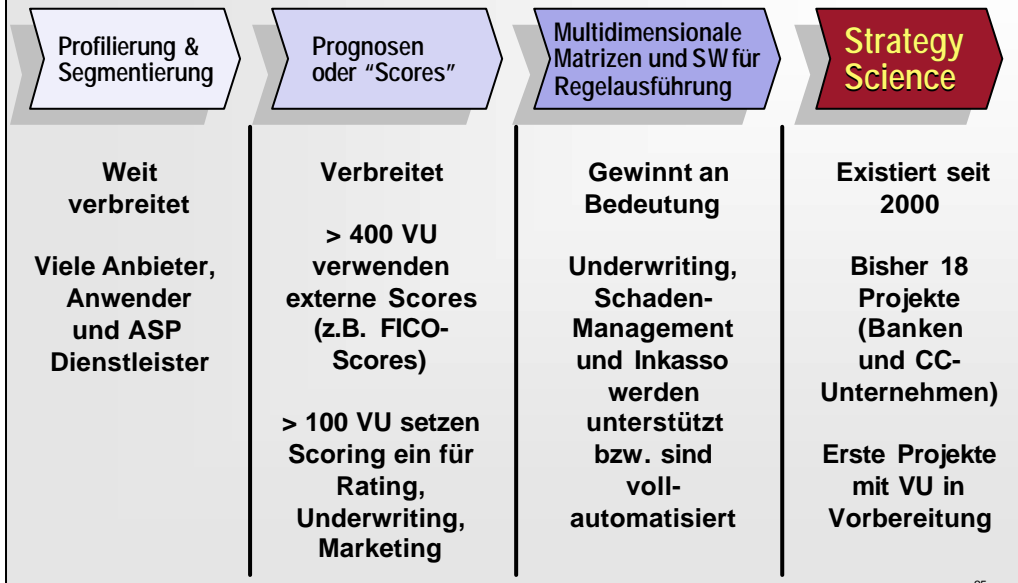 Profilierung &
Segmentierung
Prognosen
oder “Scores”
Multidimensionale
Matrizen und SW für
Regelausführung
Strategy
Science
Weit
verbreitet
Viele Anbieter,
Anwender
und ASP
Dienstleister
Verbreitet
> 400 VU
verwenden
externe Scores
(z.B. FICO-
Scores)
> 100 VU setzen
Scoring ein für
Rating,
Underwriting,
Marketing
Gewinnt an
Bedeutung
Underwriting,
Schaden-
Management
und Inkasso
werden
unterstützt
bzw. sind
voll-
automatisiert
Existiert seit
2000
Bisher 18
Projekte
(Banken
und CC-
Unternehmen)
Erste Projekte
mit VU in
Vorbereitung